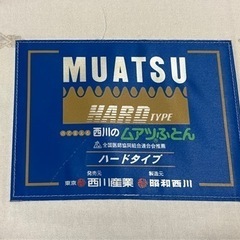 MUATSU
HARD TYPE
西川のムアツふとん
全国医師協同組合連合会推薦
ハードタイプ
発売元 製造元
東京 西川産業 昭和西川